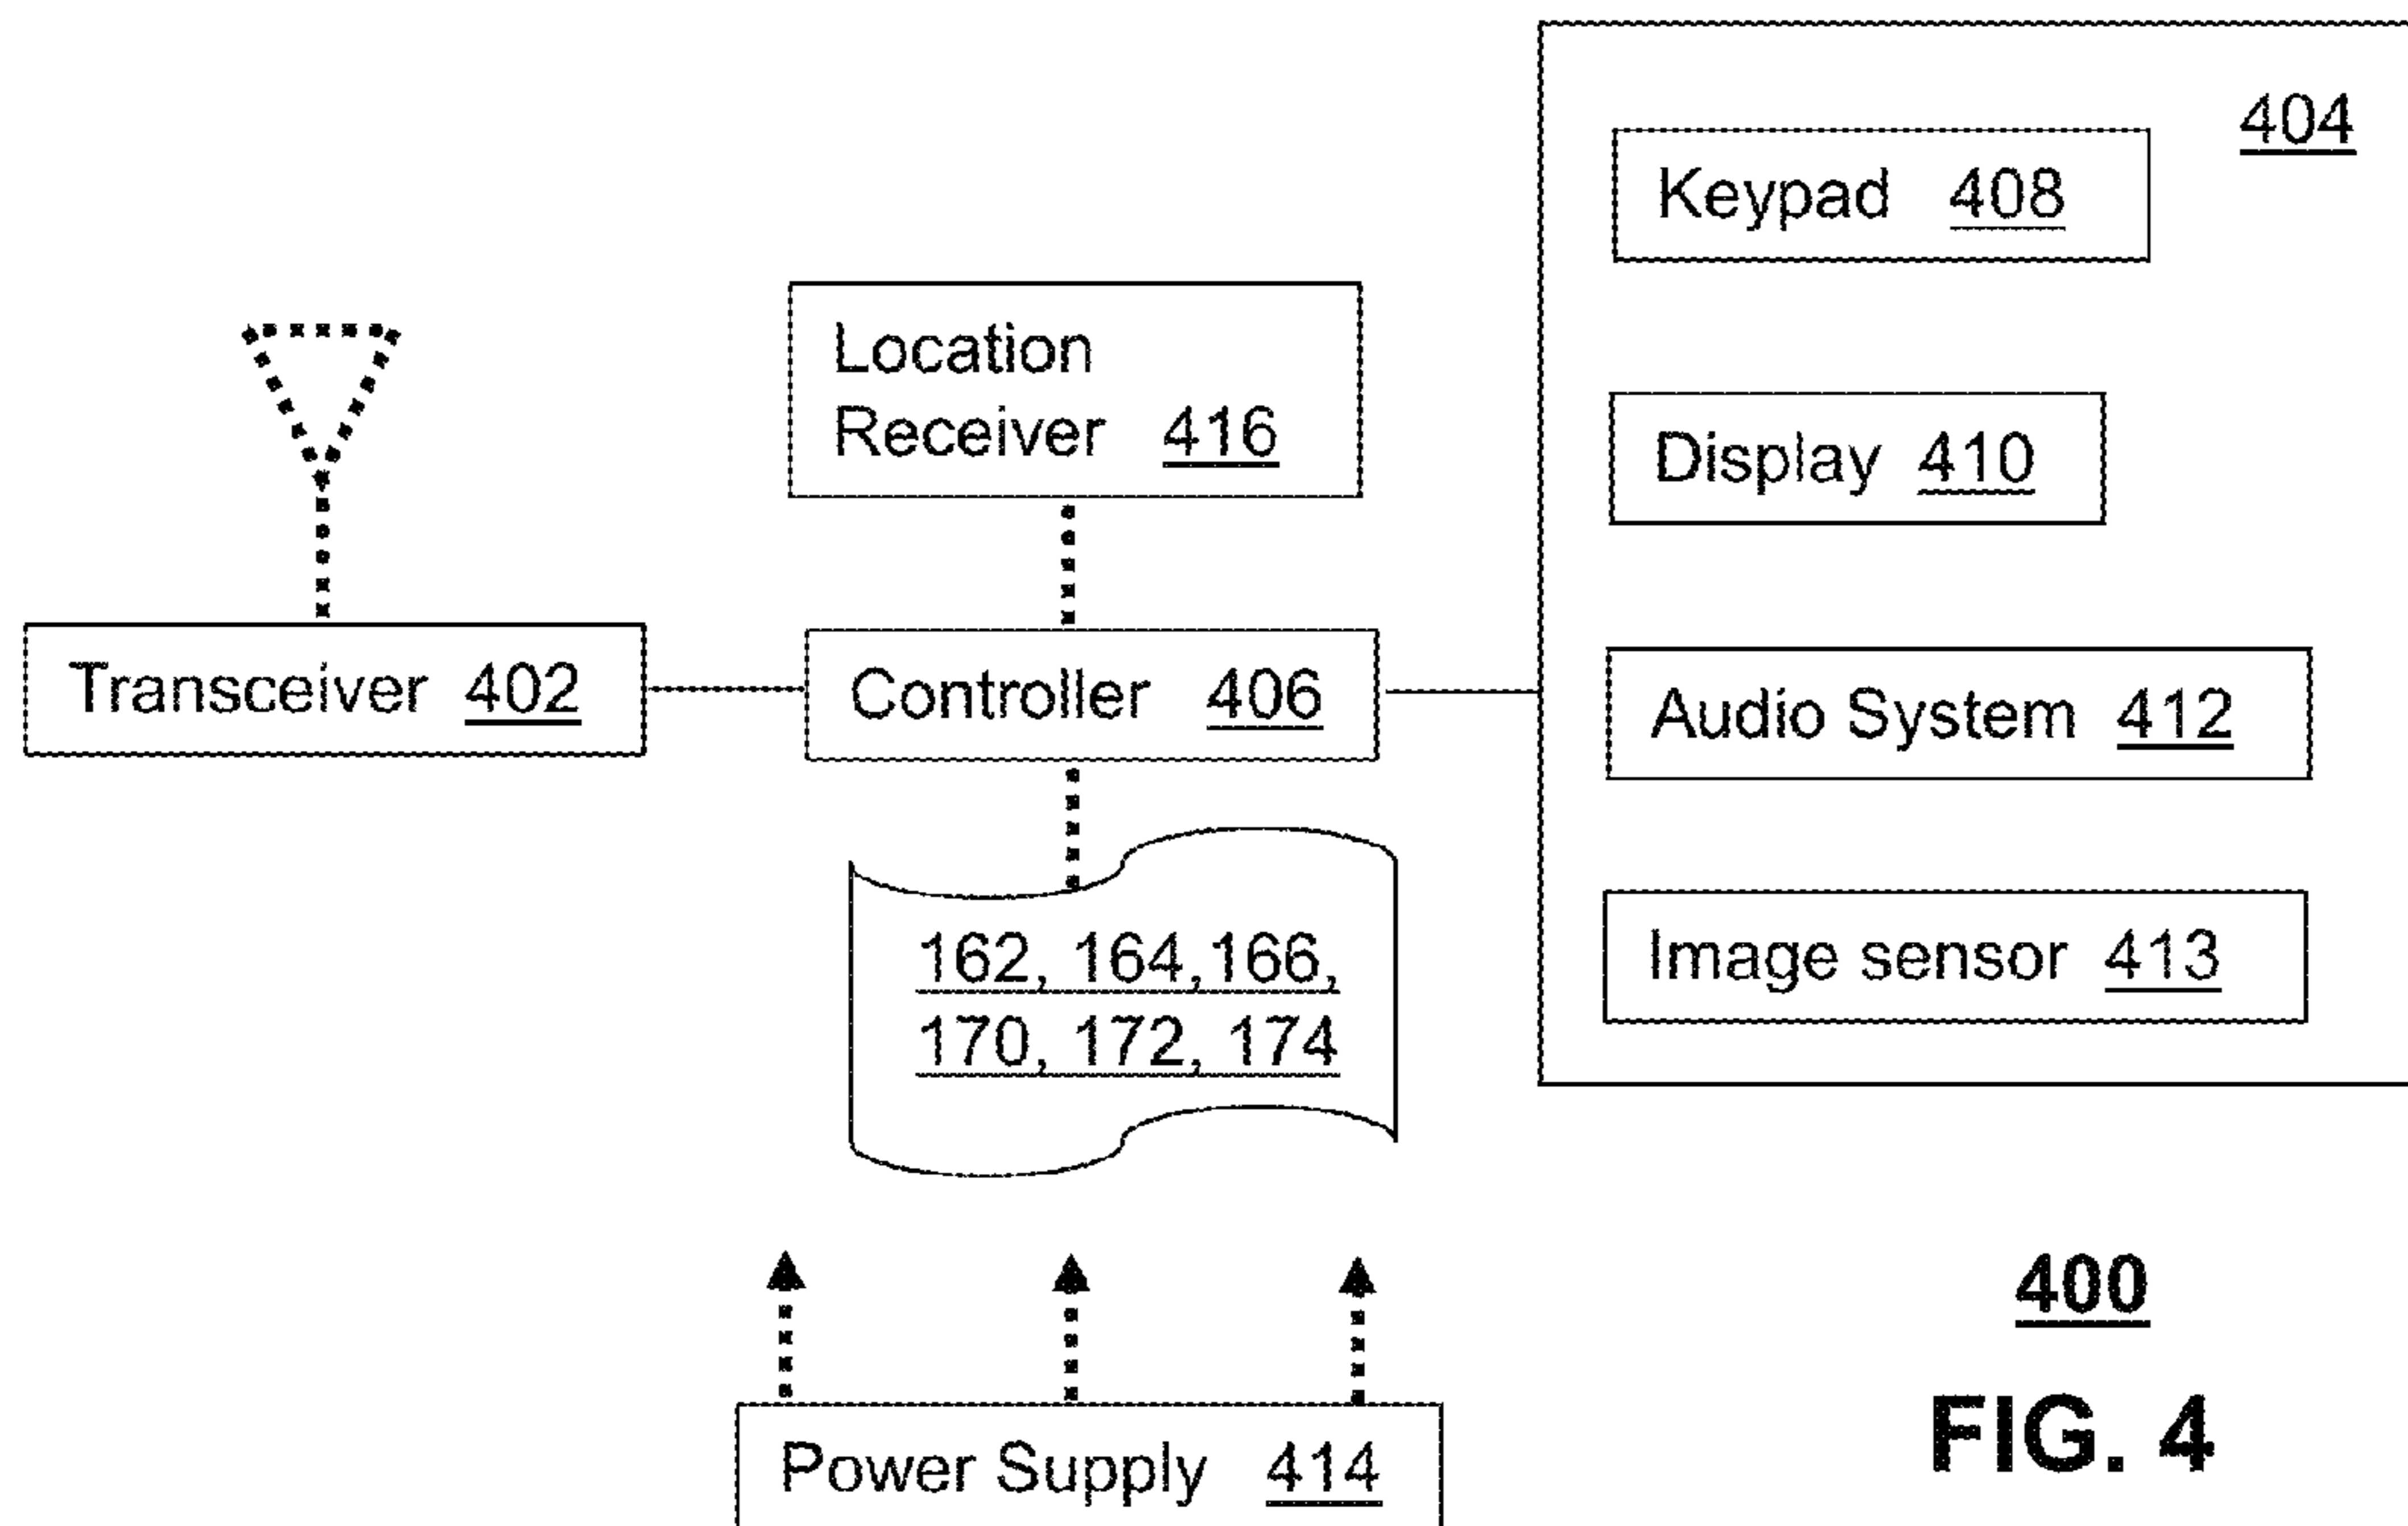 404
Keypad 408
Location
Receiver 416
Display 410
Transceiver 402
Controller 406
Audio System 412
162, 164,166,
170, 172, 174
Image sensor 413
Power Supply 414
400
FIG. 4